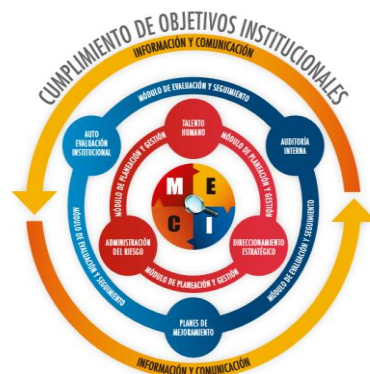 CUMPLIMIENTO DE OBJETIVOS INSTITUCIONALES
INFORMACIÓN Y COMUNICACIÓN
MÓDULO DE EVALUACIÓN Y SEGUIMIENTO
TALENTO
HUMANO
AUTO
EVALUACIÓN
INSTITUCIONAL
AUDITORÍA
INTERNA
MÓDULO DE PLANEACIÓN Y GESTIÓN
MÓDULO DE PLANEACIÓN Y GESTIÓN
M E
C I
ADMINISTRACIÓN
DEL RIESGO
DIRECCIONAMIENTO
ESTRATÉGICO
MÓDULO DE PLANEACIÓN Y GESTIÓN
MÓDULO DE EVALUACIÓN Y SEGUIMIENTO
MÓDULO DE EVALUACIÓN Y SEGUIMIENTO
PLANES DE
MEJORAMIENTO
INFORMACIÓN Y COMUNICACIÓN